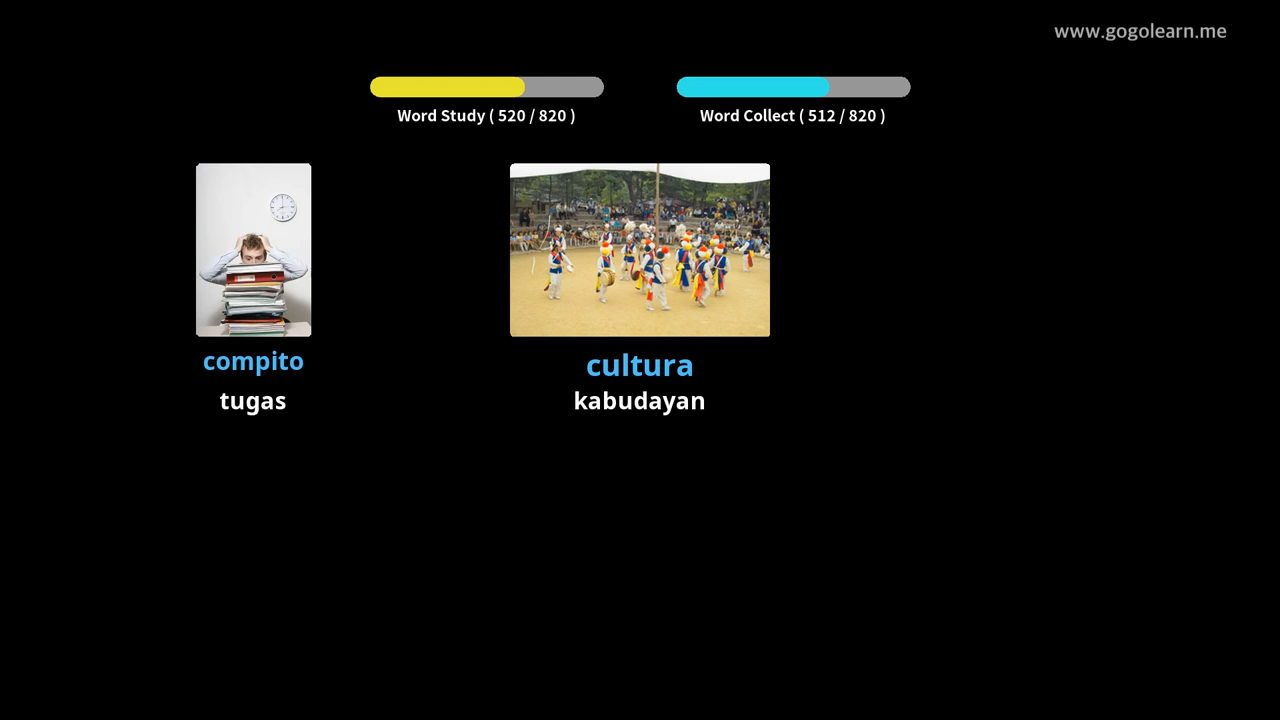 www.gogolearn.me
Word Study ( 520 / 820 )
Word Collect ( 512 / 820 )
compito
tugas
cultura
kabudayan